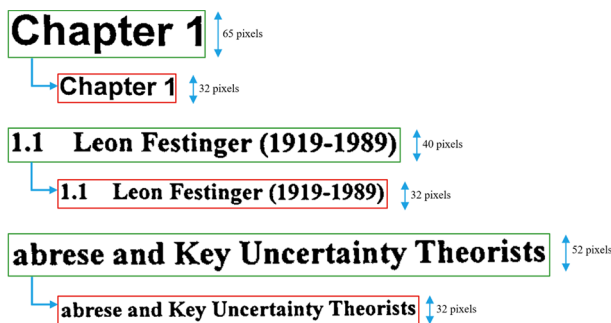 Chapter 1
65 pixels
Chapter 1
32 pixels
1.1 Leon Festinger (1919-1989)
40 pixels
1.1 Leon Festinger (1919-1989)
32 pixels
abrese and Key Uncertainty Theorists
52 pixels
abrese and Key Uncertainty Theorists
32 pixels